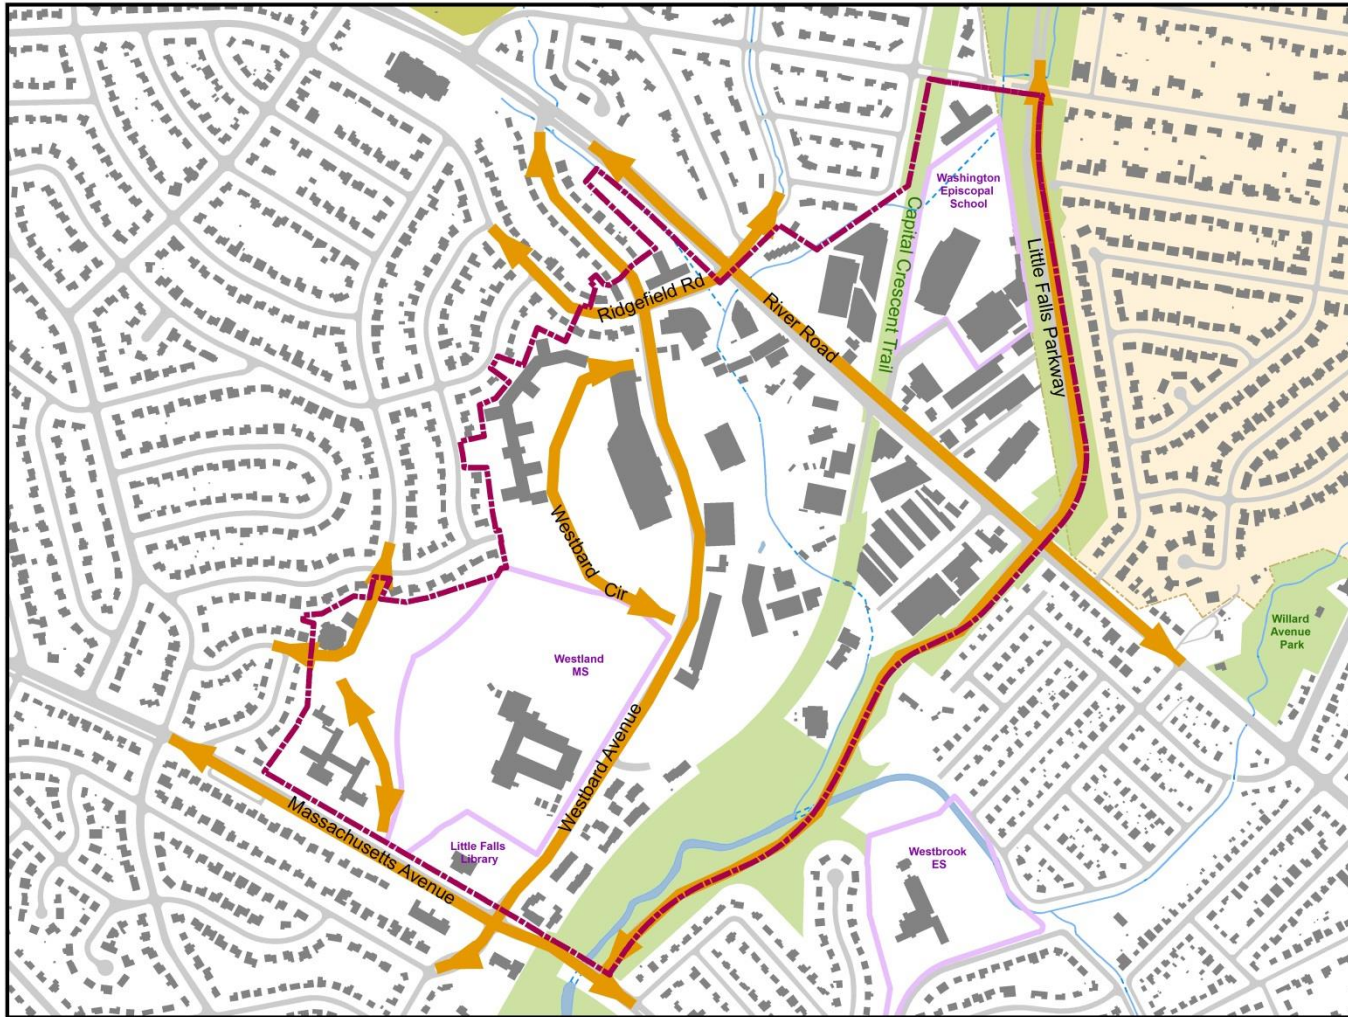 Washington
Episcopal
School
Capital Crescent Trail
Little Falls Parkway
Ridgefield Rd
River Road
Westbard Cir
Willard
Avenue
Park
Westland
MS
Westbard Avenue
Massachusetts Avenue
Little Falls
Library
Westbrook
ES